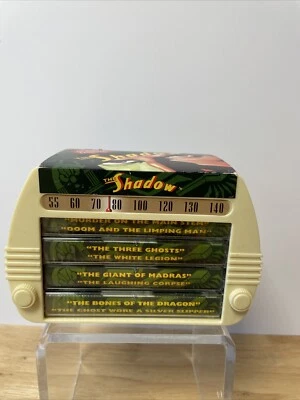 THE Shadow
55 60 70 80 100 120 130 140
"MURDER ON THE MAIN STEM"
"DOOM AND THE LIMPING MAN"
"THE THREE GHOSTS"
"THE WHITE LEGION"
"THE GIANT OF MADRAS"
"THE LAUGHING CORPSE"
"THE BONES OF THE DRAGON"
"THE GHOST WORE A SILVER SLIPPER"